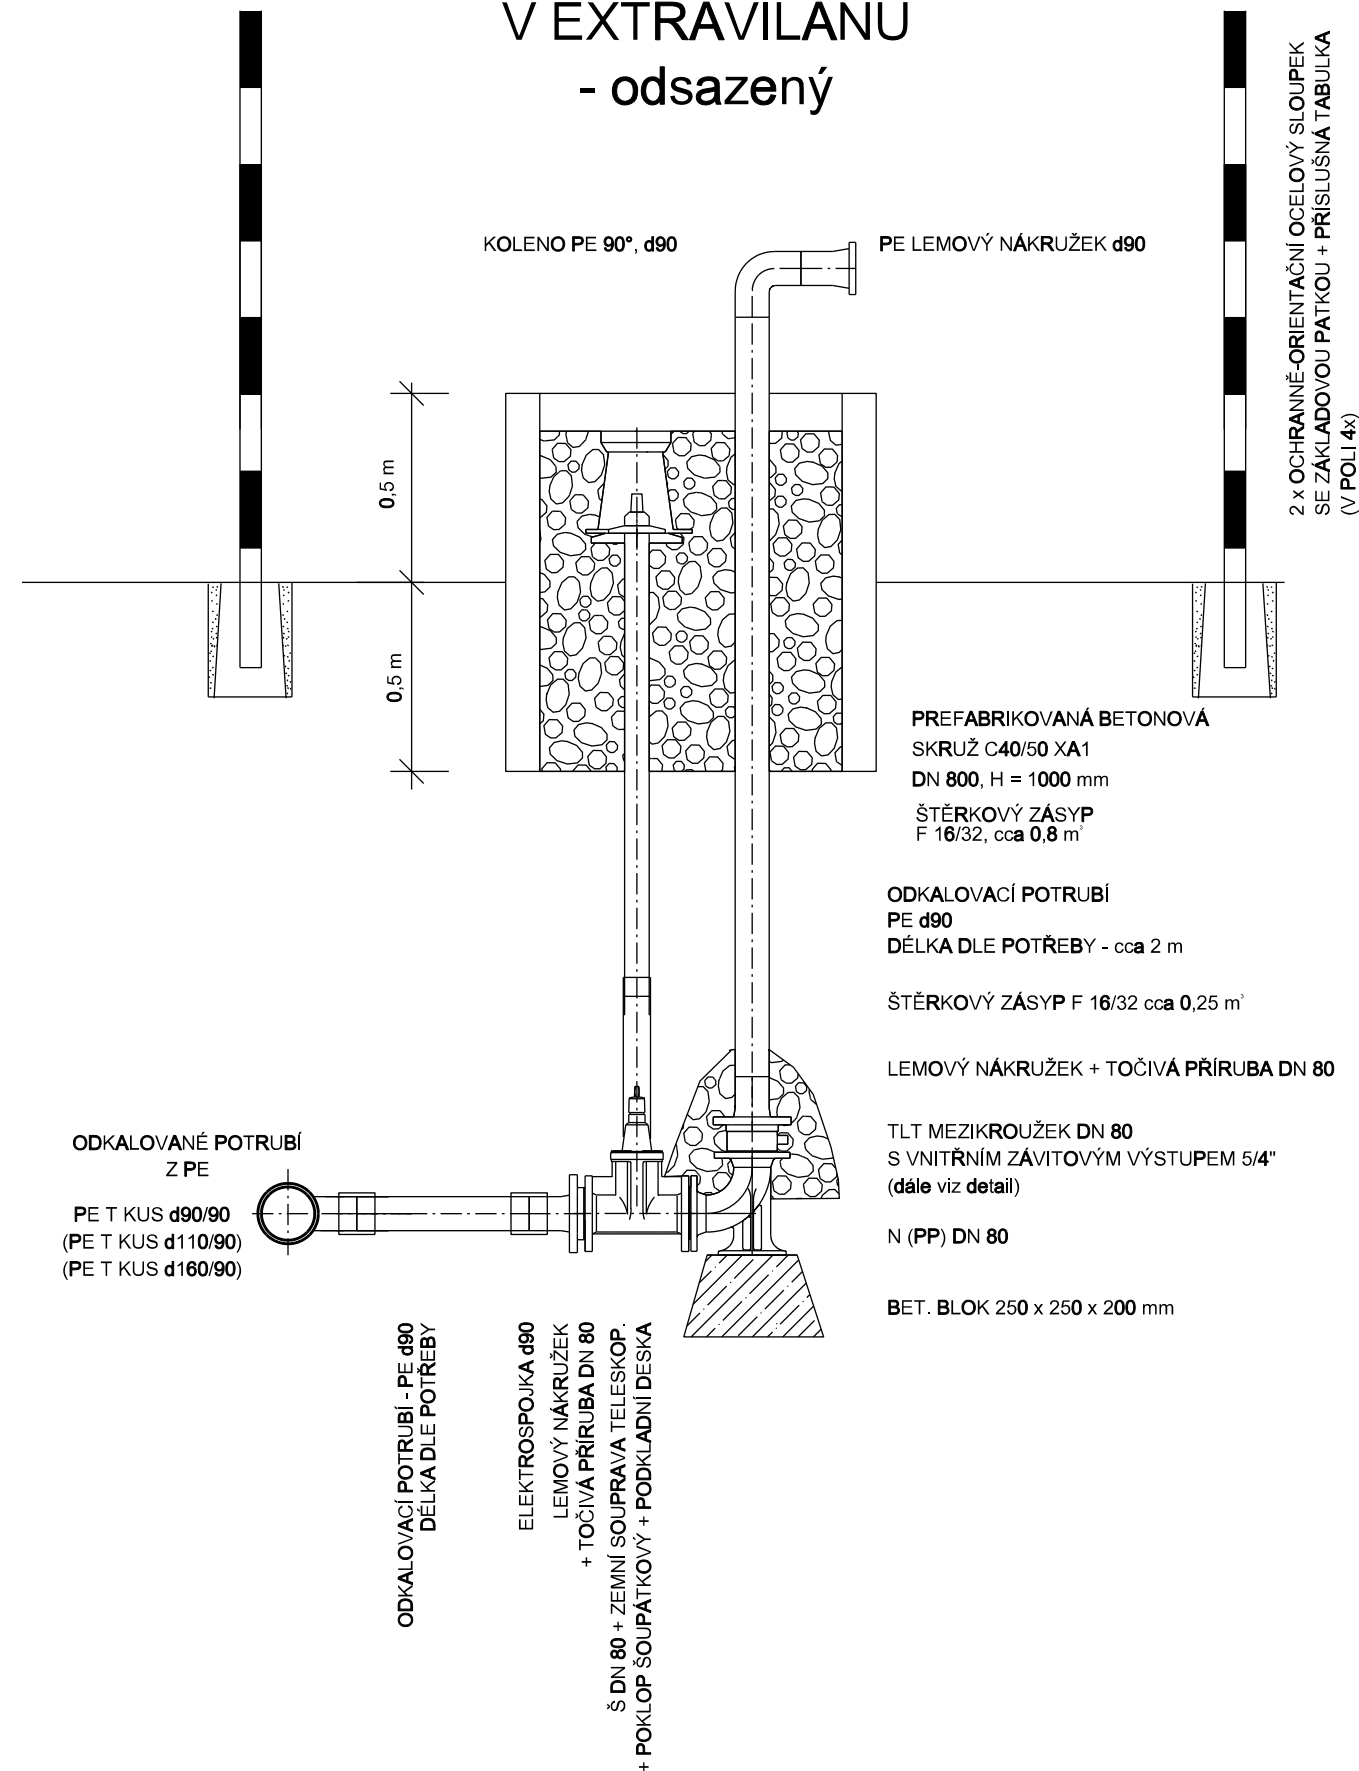 V EXTRAVILÁNU
- odsazený
2 x OCHRANNĚ-ORIENTAČNÍ OCELOVÝ SLOUPEK
SE ZÁKLADOVOU PATKOU + PŘÍSLUŠNÁ TABULKA
(V POLI 4x)
KOLENO PE 90°, d90
PE LEMOVÝ NÁKRUŽEK d90
0,5 m
0,5 m
PREFABRIKOVANÁ BETONOVÁ
SKRUŽ C40/50 XA1
DN 800, H = 1000 mm
ŠTĚRKOVÝ ZÁSYP
F 16/32, cca 0,8 m³
ODKALOVACÍ POTRUBÍ
PE d90
DÉLKA DLE POTŘEBY - cca 2 m
ŠTĚRKOVÝ ZÁSYP F 16/32 cca 0,25 m³
LEMOVÝ NÁKRUŽEK + TOČIVÁ PŘÍRUBA DN 80
TLT MEZIKROUŽEK DN 80
S VNITŘNÍM ZÁVITOVÝM VÝSTUPEM 5/4"
(dále viz detail)
N (PP) DN 80
BET. BLOK 250 x 250 x 200 mm
ODKALOVANÉ POTRUBÍ
Z PE
PE T KUS d90/90
(PE T KUS d110/90)
(PE T KUS d160/90)
ODKALOVACÍ POTRUBÍ - PE d90
DÉLKA DLE POTŘEBY
ELEKTROSPOJKA d90
LEMOVÝ NÁKRUŽEK
+ TOČIVÁ PŘÍRUBA DN 80
Š DN 80 + ZEMNÍ SOUPRAVA TELESKOP.
+ POKLOP ŠOUPÁTKOVÝ + PODKLADNÍ DESKA